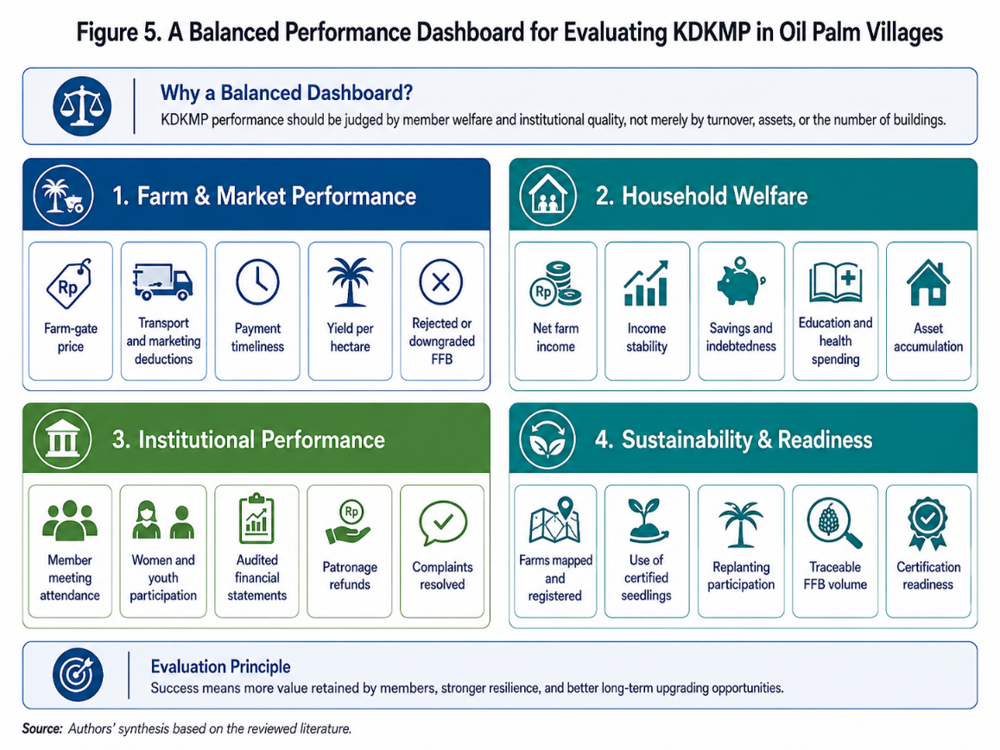 Figure 5. A Balanced Performance Dashboard for Evaluating KDKMP in Oil Palm Villages
Why a Balanced Dashboard?
KDKMP performance should be judged by member welfare and institutional quality, not merely by turnover, assets, or the number of buildings.
1. Farm & Market Performance
Rp
Farm-gate
price
Transport
and marketing
deductions
Payment
timeliness
Yield per
hectare
Rejected or
downgraded
FFB
2. Household Welfare
Rp
Net farm
income
Income
stability
Savings and
indebtedness
Education and
health
spending
Asset
accumulation
3. Institutional Performance
Member
meeting
attendance
Women and
youth
participation
Audited
financial
statements
Rp
Patronage
refunds
Complaints
resolved
4. Sustainability & Readiness
Farms mapped
and
registered
Use of
certified
seedlings
Replanting
participation
Traceable
FFB volume
Certification
readiness
Evaluation Principle
Success means more value retained by members, stronger resilience, and better long-term upgrading opportunities.
Source: Authors' synthesis based on the reviewed literature.